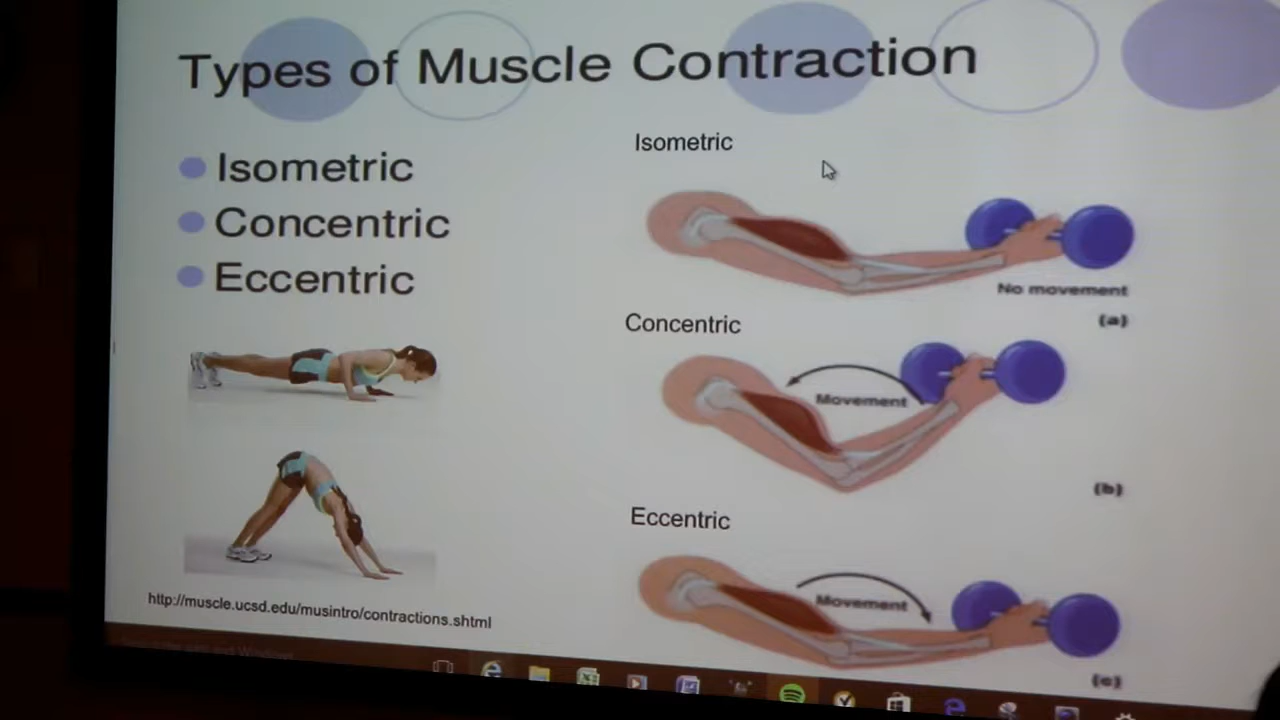 Types of Muscle Contraction
Isometric
Concentric
Eccentric
http://muscle.ucsd.edu/musintro/contractions.shtml
Isometric
No movement
(a)
Concentric
Movement
(b)
Eccentric
Movement
(c)